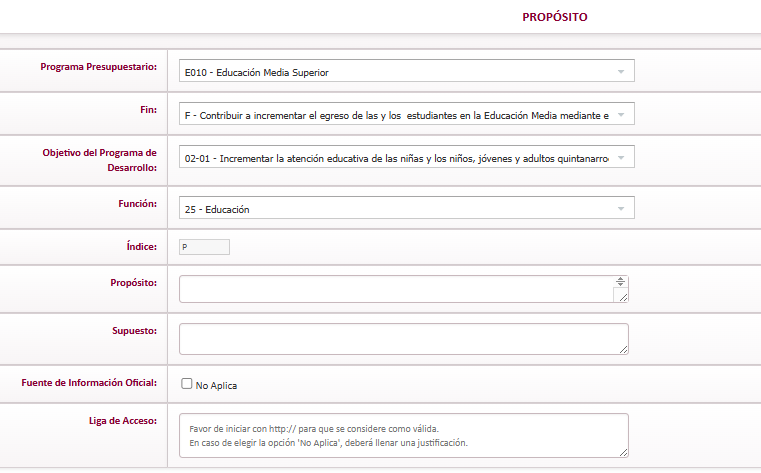 PROPÓSITO
Programa Presupuestario: E010 - Educación Media Superior
Fin: F - Contribuir a incrementar el egreso de las y los estudiantes en la Educación Media mediante e
Objetivo del Programa de
Desarrollo: 02-01 - Incrementar la atención educativa de las niñas y los niños, jóvenes y adultos quintanarro
Función: 25 - Educación
Índice: P
Propósito:
Supuesto:
Fuente de Información Oficial: No Aplica
Liga de Acceso: Favor de iniciar con http:// para que se considere como válida.
En caso de elegir la opción 'No Aplica', deberá llenar una justificación.